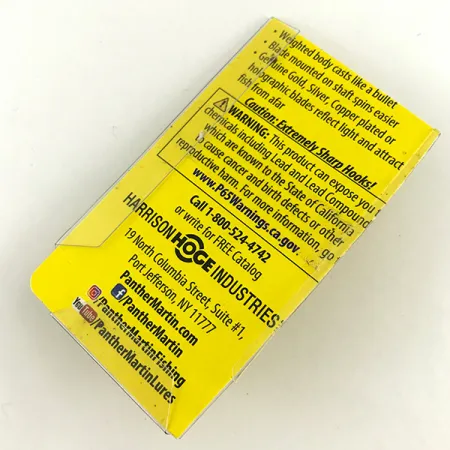 • Weighted body casts like a bullet
• Blade mounted on shaft spins easier
• Genuine Gold, Silver, Copper plated or
holographic blades reflect light and attract
fish from afar
Caution: Extremely Sharp Hooks!
WARNING: This product can expose you
chemicals including Lead and Lead Compound
which are known to the State of California
to cause cancer and birth defects or other
reproductive harm. For more information, go
www.P65Warnings.ca.gov.
Call 1-800-524-4742
or write for FREE Catalog
HARRISON HOGE INDUSTRIES
19 North Columbia Street, Suite #1,
Port Jefferson, NY 11777
PantherMartin.com
/PantherMartin
/PantherMartinFishing
YouTube /PantherMartinLures